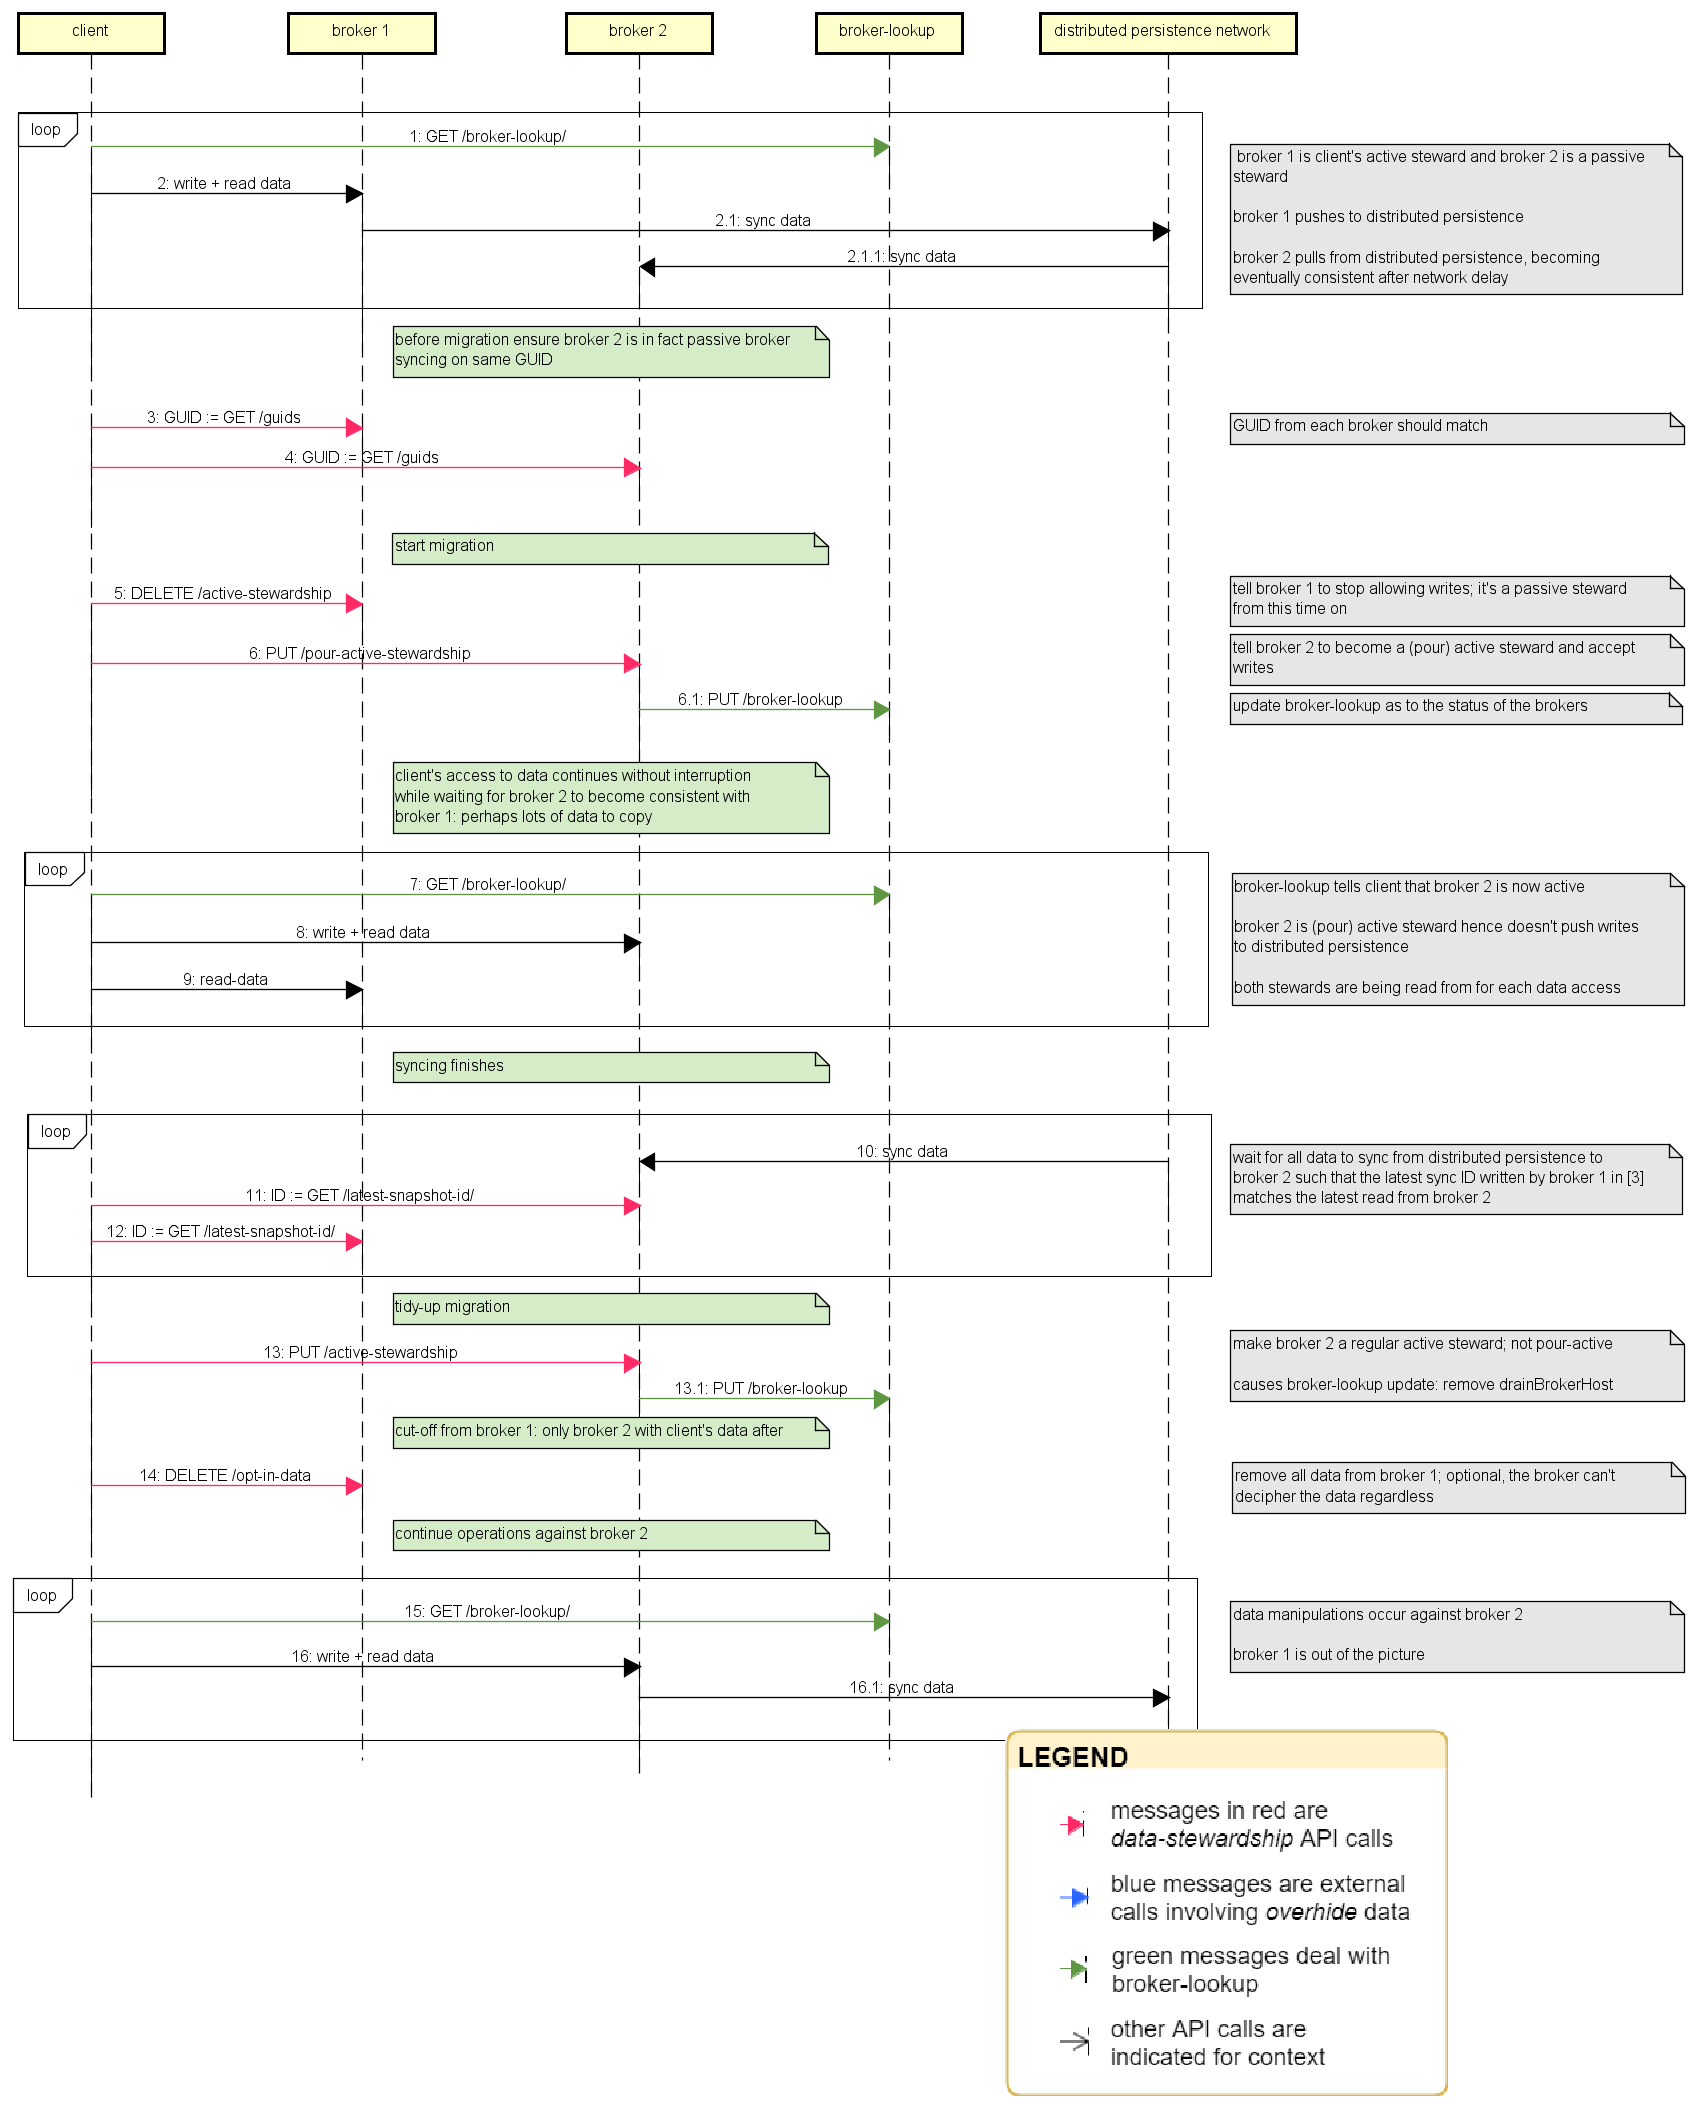 client
broker 1
broker 2
broker-lookup
distributed persistence network
loop
1: GET /broker-lookup/
broker 1 is client's active steward and broker 2 is a passive
steward
2: write + read data
broker 1 pushes to distributed persistence
2.1: sync data
broker 2 pulls from distributed persistence, becoming
eventually consistent after network delay
2.1.1: sync data
before migration ensure broker 2 is in fact passive broker
syncing on same GUID
3: GUID := GET /guids
GUID from each broker should match
4: GUID := GET /guids
start migration
5: DELETE /active-stewardship
tell broker 1 to stop allowing writes; it's a passive steward
from this time on
6: PUT /pour-active-stewardship
tell broker 2 to become a (pour) active steward and accept
writes
6.1: PUT /broker-lookup
update broker-lookup as to the status of the brokers
client's access to data continues without interruption
while waiting for broker 2 to become consistent with
broker 1: perhaps lots of data to copy
loop
7: GET /broker-lookup/
broker-lookup tells client that broker 2 is now active
8: write + read data
broker 2 is (pour) active steward hence doesn't push writes
to distributed persistence
9: read-data
both stewards are being read from for each data access
syncing finishes
loop
10: sync data
wait for all data to sync from distributed persistence to
broker 2 such that the latest sync ID written by broker 1 in [3]
matches the latest read from broker 2
11: ID := GET /latest-snapshot-id/
12: ID := GET /latest-snapshot-id/
tidy-up migration
13: PUT /active-stewardship
make broker 2 a regular active steward; not pour-active
13.1: PUT /broker-lookup
causes broker-lookup update: remove drainBrokerHost
cut-off from broker 1: only broker 2 with client's data after
14: DELETE /opt-in-data
remove all data from broker 1; optional, the broker can't
decipher the data regardless
continue operations against broker 2
loop
15: GET /broker-lookup/
data manipulations occur against broker 2
16: write + read data
broker 1 is out of the picture
16.1: sync data
LEGEND
messages in red are
data-stewardship API calls
blue messages are external
calls involving overhide data
green messages deal with
broker-lookup
other API calls are
indicated for context